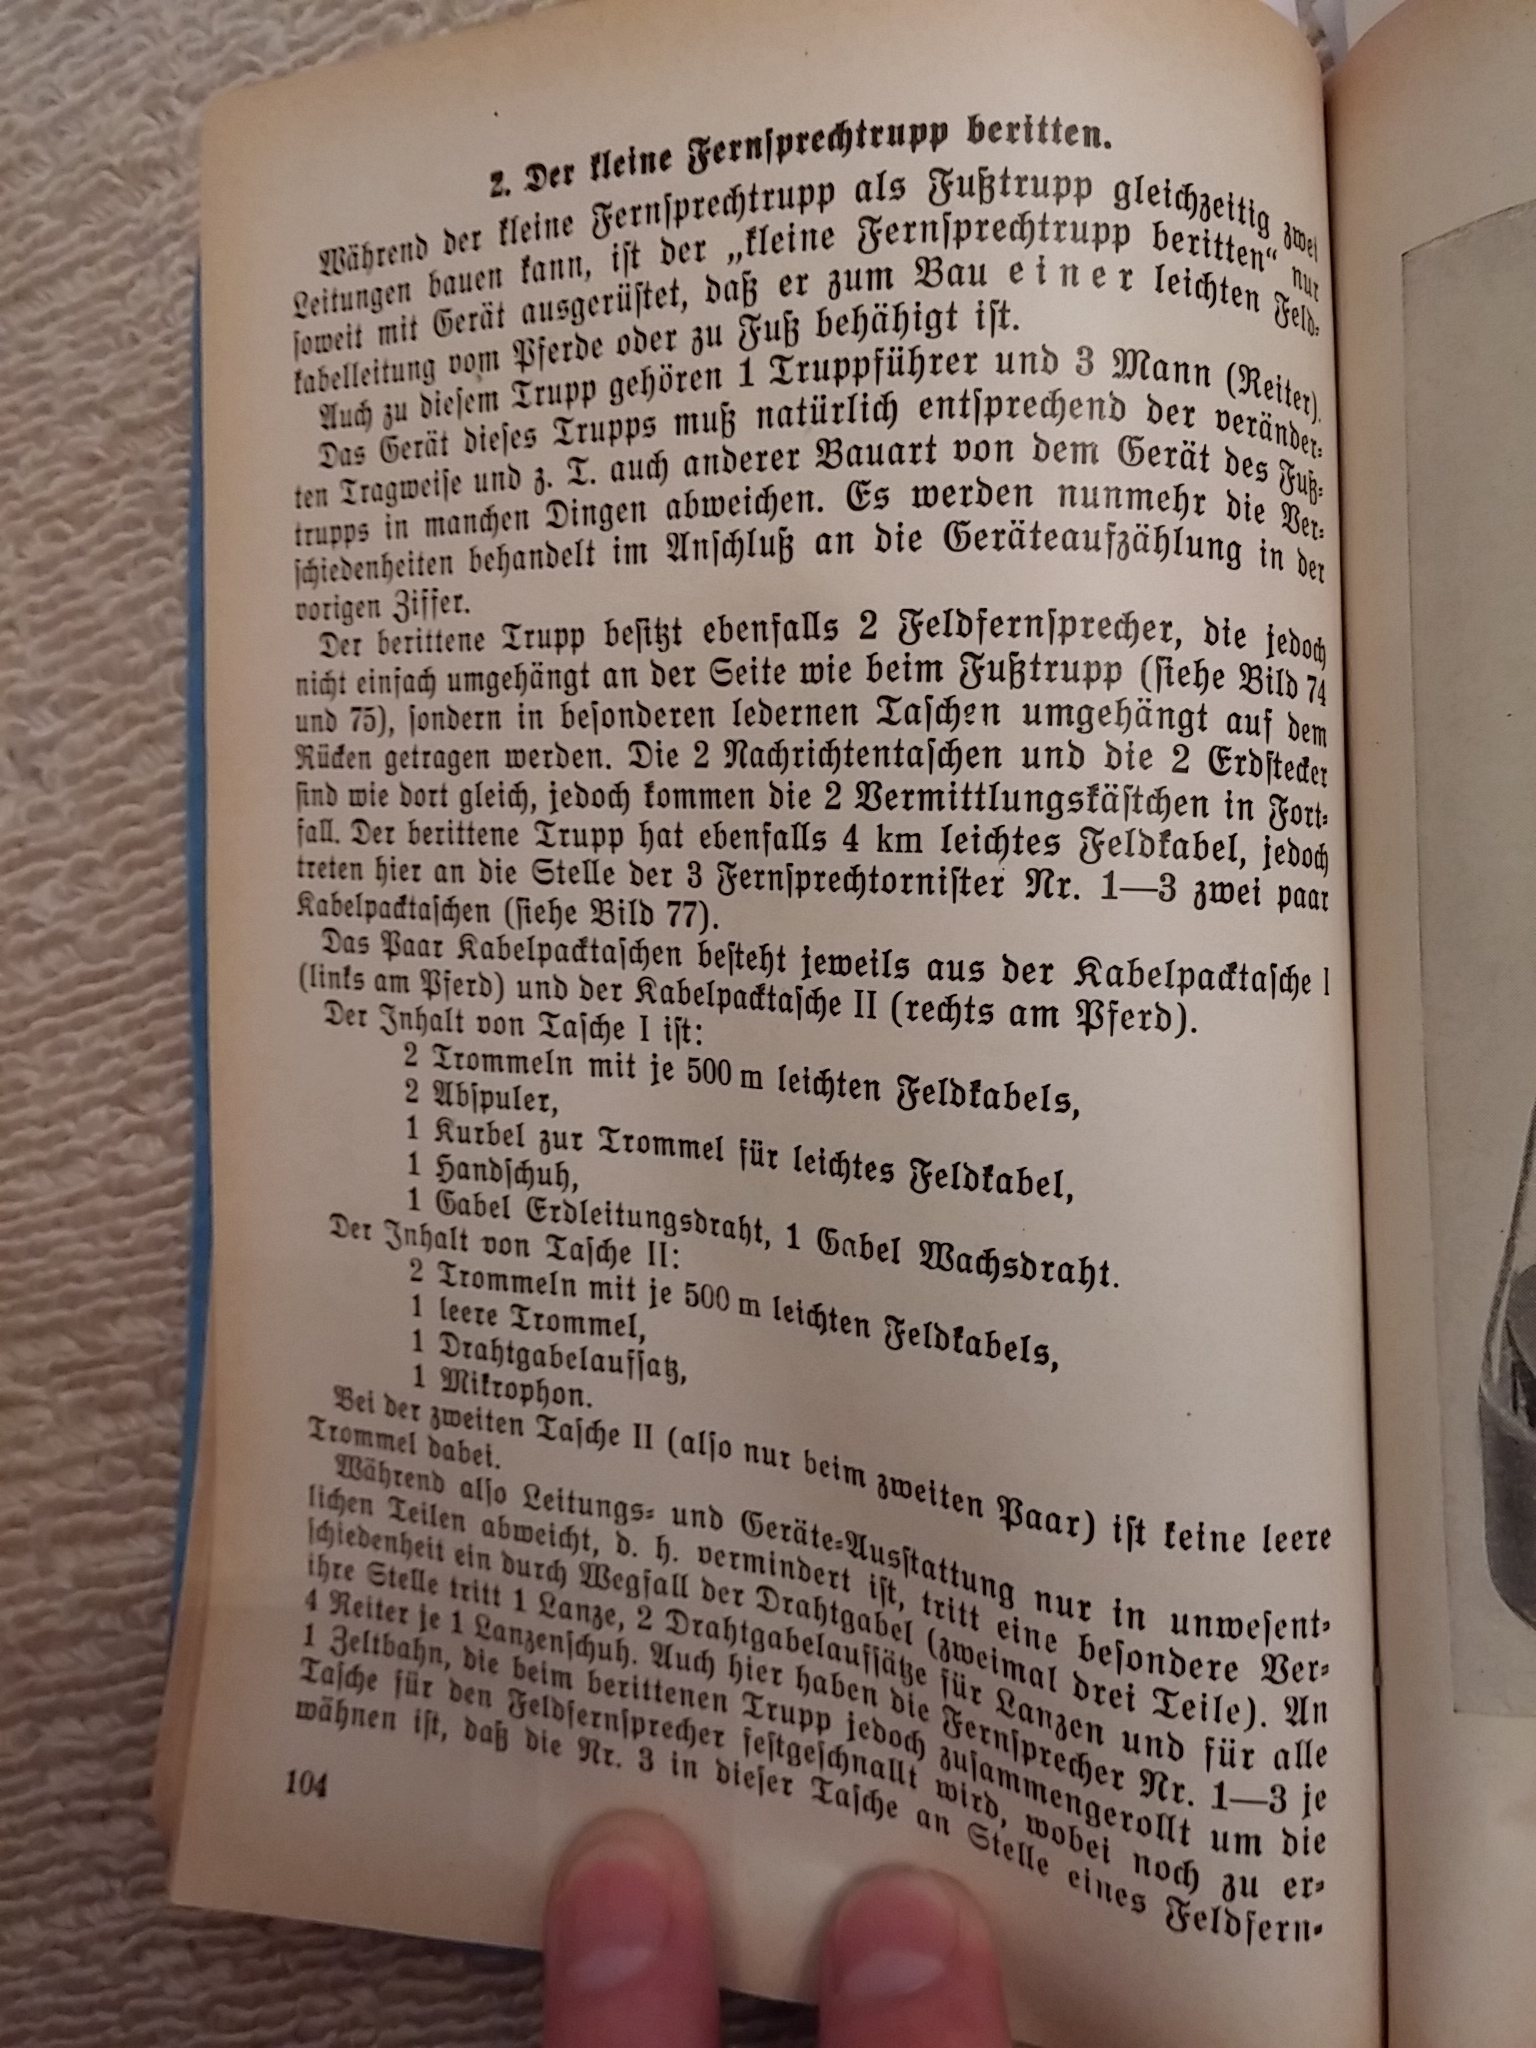 2. Der kleine Fernsprechtrupp beritten.
Während der kleine Fernsprechtrupp als Fußtrupp gleichzeitig zwei
Leitungen bauen kann, ist der „kleine Fernsprechtrupp beritten“ nur
soweit mit Gerät ausgerüstet, daß er zum Bau einer leichten Feld-
kabelleitung vom Pferde oder zu Fuß behähigt ist.
Auch zu diesem Trupp gehören 1 Truppführer und 3 Mann (Reiter).
Das Gerät dieses Trupps muß natürlich entsprechend der veränder-
ten Tragweise und z. T. auch anderer Bauart von dem Gerät des Fuß-
trupps in manchen Dingen abweichen. Es werden nunmehr die Ver-
schiedenheiten behandelt im Anschluß an die Geräteaufzählung in der
vorigen Ziffer.
Der berittene Trupp besitzt ebenfalls 2 Feldfernsprecher, die jedoch
nicht einfach umgehängt an der Seite wie beim Fußtrupp (siehe Bild 74
und 75), sondern in besonderen ledernen Taschen umgehängt auf dem
Rücken getragen werden. Die 2 Nachrichtentaschen und die 2 Erdstecker
sind wie dort gleich, jedoch kommen die 2 Vermittlungskästchen in Fort-
fall. Der berittene Trupp hat ebenfalls 4 km leichtes Feldkabel, jedoch
treten hier an die Stelle der 3 Fernsprechtornister Nr. 1—3 zwei paar
Kabelpacktaschen (siehe Bild 77).
Das Paar Kabelpacktaschen besteht jeweils aus der Kabelpacktasche I
(links am Pferd) und der Kabelpacktasche II (rechts am Pferd).
Der Inhalt von Tasche I ist:
2 Trommeln mit je 500 m leichten Feldkabels,
2 Abspuler,
1 Kurbel zur Trommel für leichtes Feldkabel,
1 Handschuh,
1 Gabel Erdleitungsdraht, 1 Gabel Wachsdraht.
Der Inhalt von Tasche II:
2 Trommeln mit je 500 m leichten Feldkabels,
1 leere Trommel,
1 Drahtgabelaufsatz,
1 Mikrophon.
Bei der zweiten Tasche II (also nur beim zweiten Paar) ist keine leere
Trommel dabei.
Während also Leitungs- und Geräte-Ausstattung nur in unwesent-
lichen Teilen abweicht, d. h. vermindert ist, tritt eine besondere Ver-
schiedenheit ein durch Wegfall der Drahtgabel (zweimal drei Teile). An
ihre Stelle tritt 1 Lanze, 2 Drahtgabelaufsätze für Lanzen und für alle
4 Reiter je 1 Lanzenschuh. Auch hier haben die Fernsprecher Nr. 1—3 je
1 Zeltbahn, die beim berittenen Trupp jedoch zusammengerollt um die
Tasche für den Feldfernsprecher festgeschnallt wird, wobei noch zu er-
wähnen ist, daß die Nr. 3 in dieser Tasche an Stelle eines Feldfern-
104